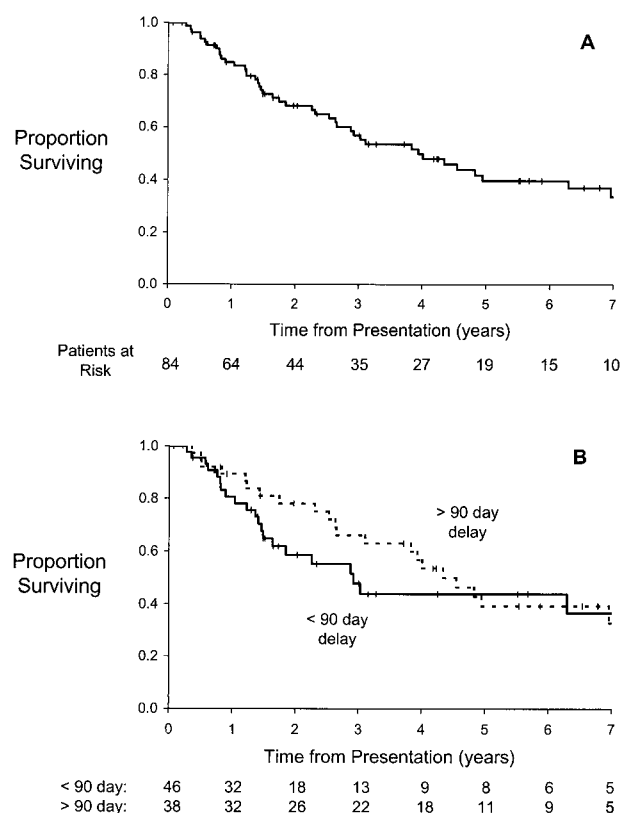 A
1.0
0.8
0.6
0.4
0.2
0.0
Proportion
Surviving
0 1 2 3 4 5 6 7
Time from Presentation (years)
Patients at
Risk
84 64 44 35 27 19 15 10
B
1.0
0.8
0.6
0.4
0.2
0.0
Proportion
Surviving
> 90 day
delay
< 90 day
delay
0 1 2 3 4 5 6 7
Time from Presentation (years)
< 90 day: 46 32 18 13 9 8 6 5
> 90 day: 38 32 26 22 18 11 9 5